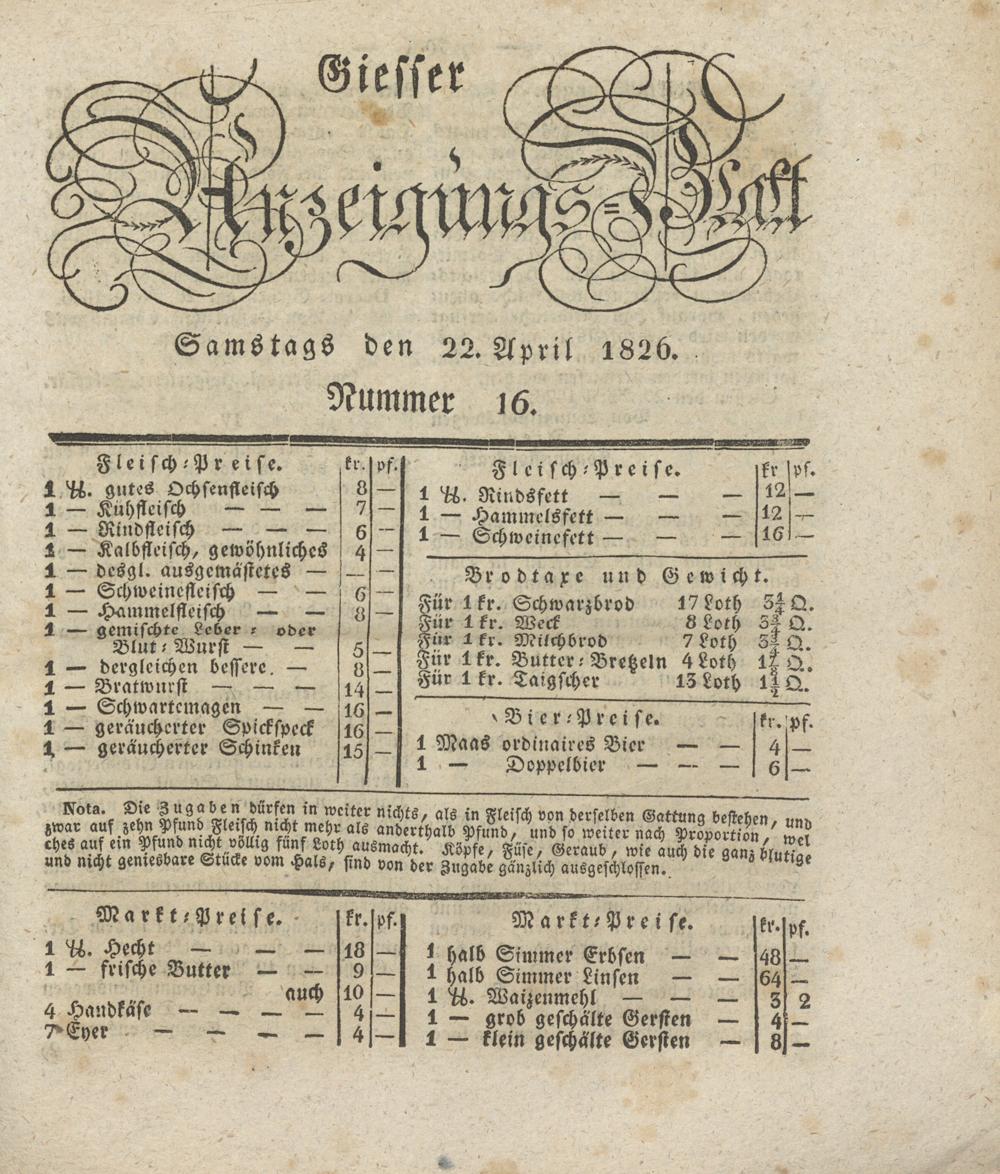 Giesser
Anzeigungs=Blatt
Samstags den 22. April 1826.
Nummer 16.
Fleisch-Preise. kr. pf.
1 ℔. gutes Ochsenfleisch 8 —
1 — Kühfleisch — — — 7 —
1 — Rindfleisch — — — 6 —
1 — Kalbfleisch, gewöhnliches 4 —
1 — desgl. ausgemästetes — — —
1 — Schweinefleisch — — 6 —
1 — Hammelfleisch — — 8 —
1 — gemischte Leber- oder
Blut-Wurst — — 5 —
1 — dergleichen bessere. — 8 —
1 — Bratwurst — — — 14 —
1 — Schwartemagen — — 16 —
1 — geräucherter Spickspeck 16 —
1 — geräucherter Schinken 15 —
Fleisch-Preise. kr pf.
1 ℔. Rindsfett — — — 12 —
1 — Hammelsfett — — — 12 —
1 — Schweinefett — — — 16 —
Brodtaxe und Gewicht.
Für 1 kr. Schwarzbrod 17 Loth 3¼ Q.
Für 1 kr. Weck 8 Loth 3¾ Q.
Für 1 kr. Milchbrod 7 Loth 3¾ Q.
Für 1 kr. Butter-Bretzeln 4 Loth 1⅞ Q.
Für 1 kr. Taigscher 13 Loth 1½ Q.
Bier-Preise. kr. pf.
1 Maas ordinaires Bier — — 4 —
1 — Doppelbier — — — 6 —
Nota. Die Zugaben dürfen in weiter nichts, als in Fleisch von derselben Gattung bestehen, und
zwar auf zehn Pfund Fleisch nicht mehr als anderthalb Pfund, und so weiter nach Proportion, wel
ches auf ein Pfund nicht völlig fünf Loth ausmacht. Köpfe, Füse, Geraub, wie auch die ganz blutige
und nicht geniesbare Stücke vom Hals, sind von der Zugabe gänzlich ausgeschlossen.
Markt-Preise. kr. pf.
1 ℔. Hecht — — — 18 —
1 — frische Butter — — 9 —
auch 10 —
4 Handkäse — — — — 4 —
7 Eyer — — — — 4 —
Markt-Preise. kr. pf.
1 halb Simmer Erbsen — — 48 —
1 halb Simmer Linsen — — 64 —
1 ℔. Waizenmehl — — — 3 2
1 — grob geschälte Gersten — 4 —
1 — klein geschälte Gersten — 8 —